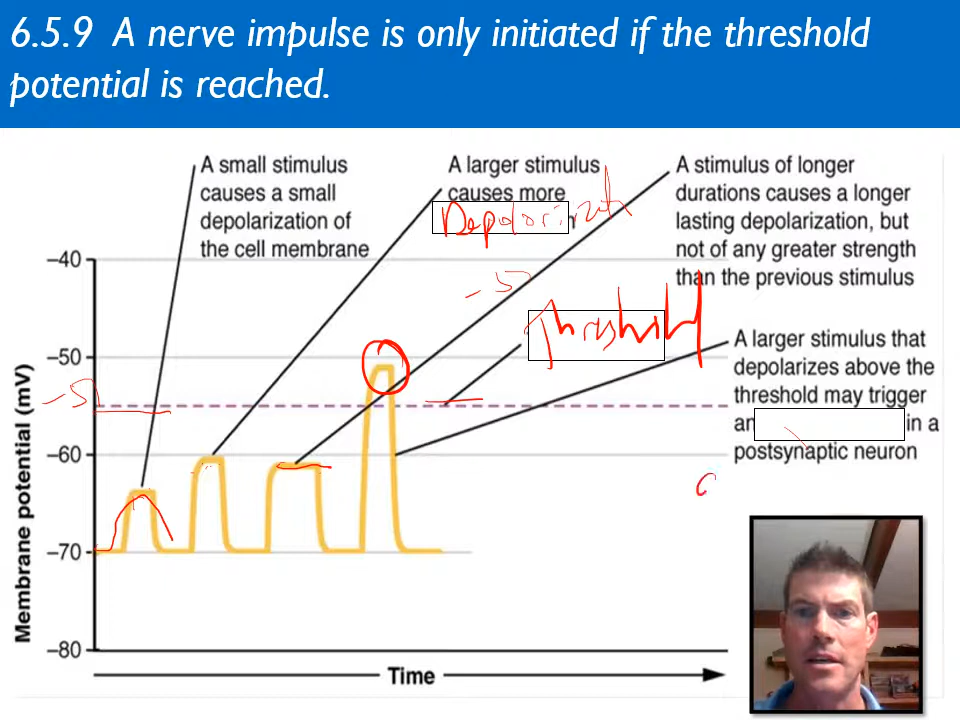 6.5.9 A nerve impulse is only initiated if the threshold
potential is reached.
A small stimulus
causes a small
depolarization of
the cell membrane
A larger stimulus
causes more
A stimulus of longer
durations causes a longer
lasting depolarization, but
not of any greater strength
than the previous stimulus
Threshold
A larger stimulus that
depolarizes above the
threshold may trigger
an in a
postsynaptic neuron
Membrane potential (mV)
–40
–50
–60
–70
–80
Time